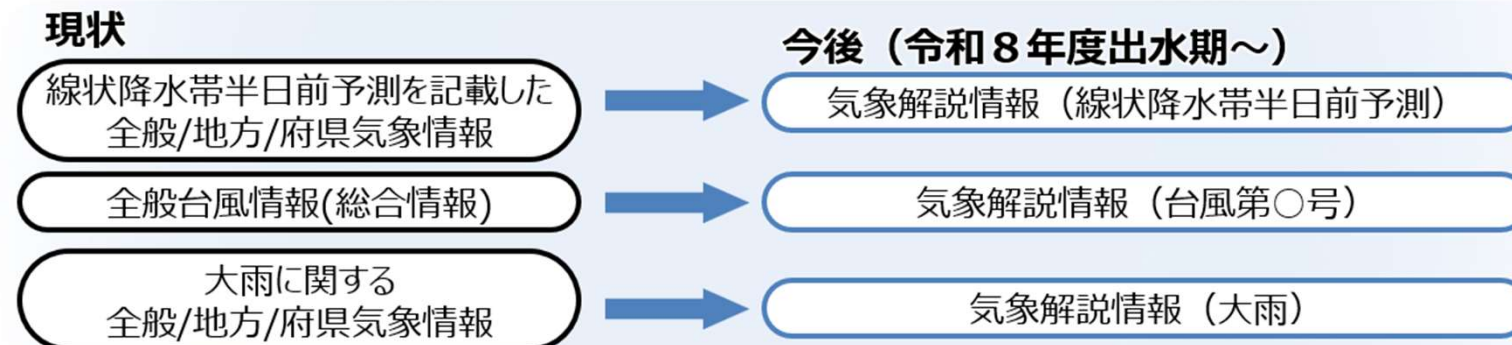 現状
今後（令和８年度出水期～）
線状降水帯半日前予測を記載した
全般/地方/府県気象情報
気象解説情報（線状降水帯半日前予測）
全般台風情報(総合情報)
気象解説情報（台風第○号）
大雨に関する
全般/地方/府県気象情報
気象解説情報（大雨）